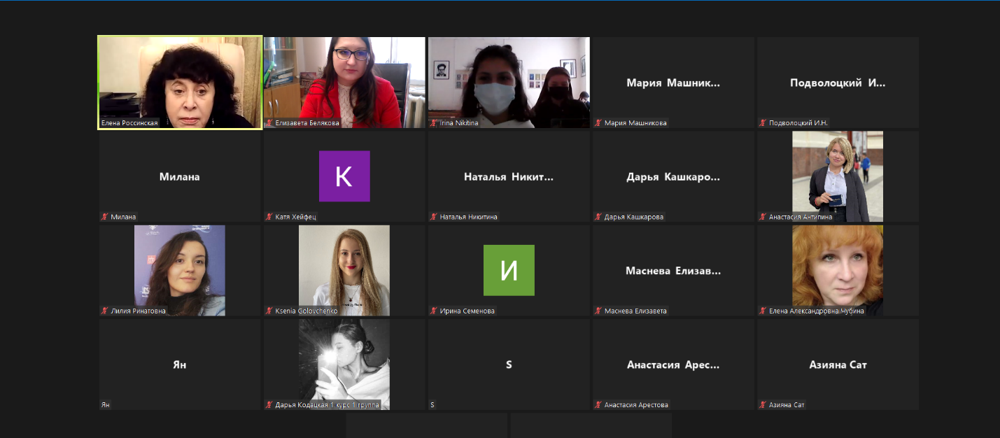 Елена Россинская
Елизавета Белякова
Irina Nikitina
Мария Машник...
Мария Машникова
Подволоцкий И...
Подволоцкий И.Н.
Милана
Милана
К
Катя Хейфец
Наталья Никит...
Наталья Никитина
Дарья Кашкаро...
Дарья Кашкарова
Анастасия Антипина
Лилия Ринатовна
Ksenia Golovchenko
И
Ирина Семенова
Маснева Елизав...
Маснева Елизавета
Елена Александровна Чубина
Ян
Ян
Дарья Кодацкая 1 курс 1 группа
S
S
Анастасия Арес...
Анастасия Арестова
Азияна Сат
Азияна Сат